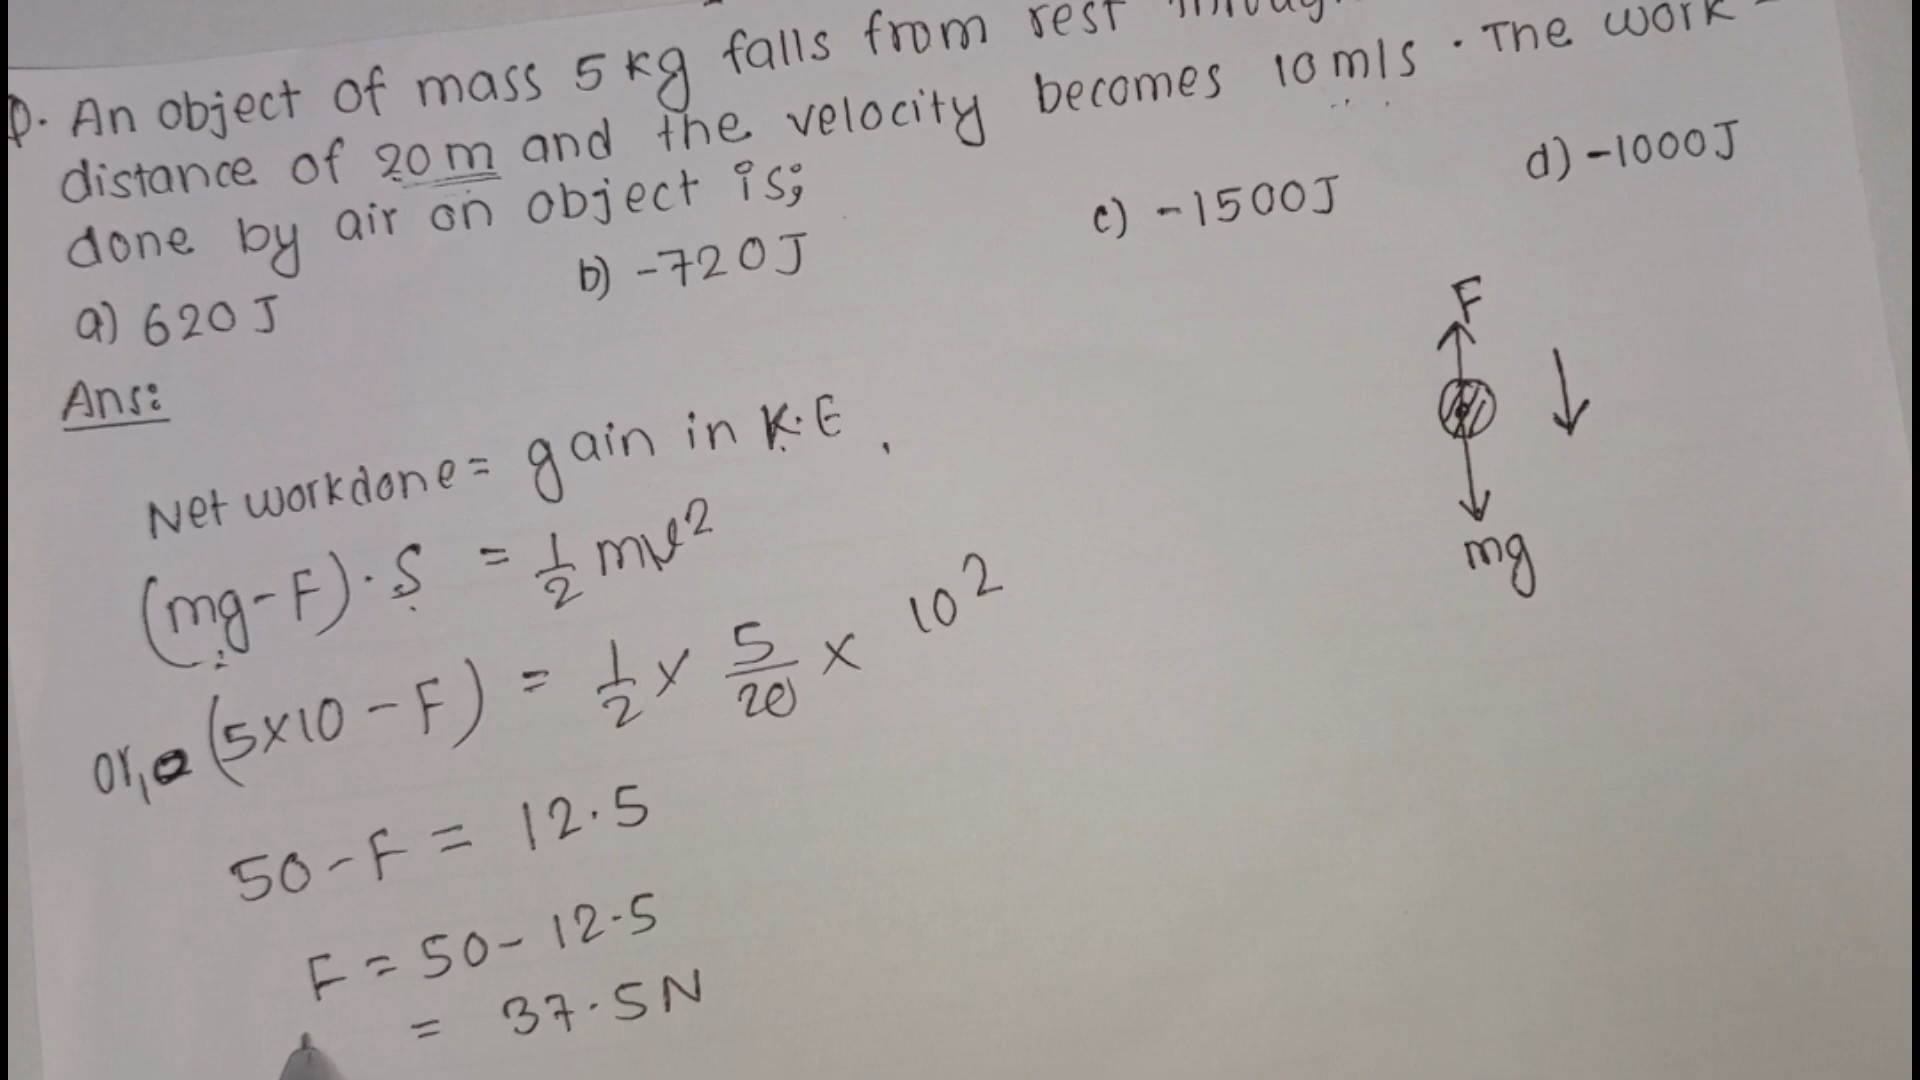 Q. An object of mass 5 kg falls from rest
distance of 20 m and the velocity becomes 10 m/s. The work -
done by air on object is;
a) 620 J b) -720 J c) -1500 J d) -1000 J
Ans:
Net workdone = gain in K.E.
(mg-F).S = 1/2 mv²
or, (5x10 - F) = 1/2 x 5/20 x 10²
50 - F = 12.5
F = 50 - 12.5
= 37.5 N
F
mg